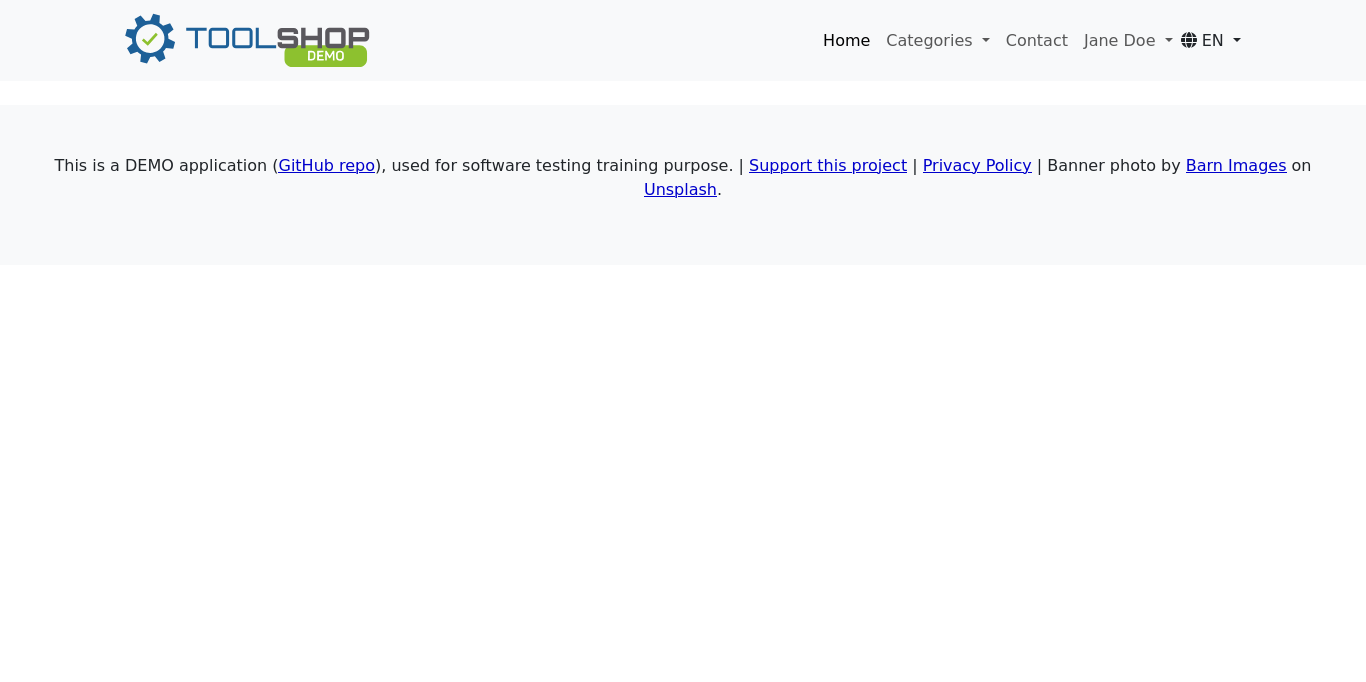 TOOLSHOP
DEMO
Home Categories Contact Jane Doe EN
This is a DEMO application (GitHub repo), used for software testing training purpose. | Support this project | Privacy Policy | Banner photo by Barn Images on
Unsplash.